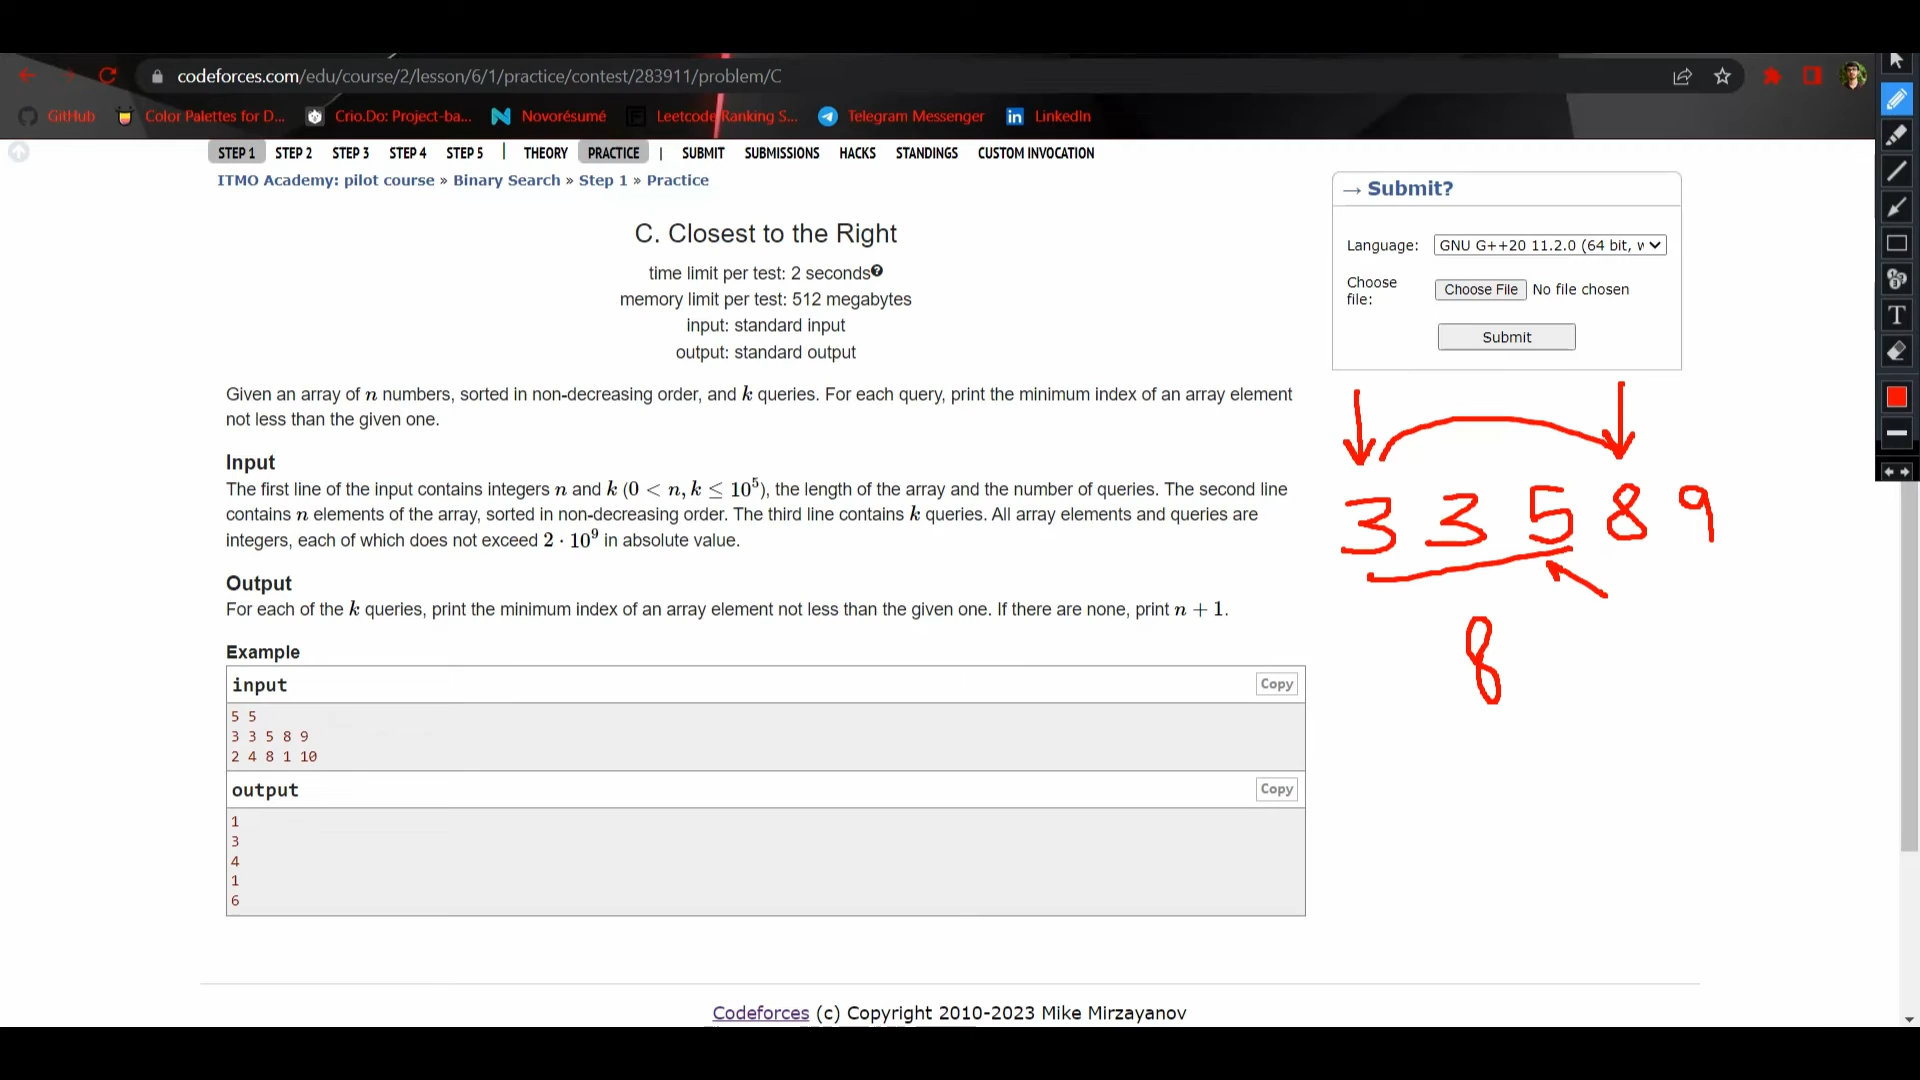 codeforces.com/edu/course/2/lesson/6/1/practice/contest/283911/problem/C
GitHub Color Palettes for D... Crio.Do: Project-ba... Novorésumé Leetcode Ranking S... Telegram Messenger LinkedIn
STEP 1 STEP 2 STEP 3 STEP 4 STEP 5 | THEORY PRACTICE | SUBMIT SUBMISSIONS HACKS STANDINGS CUSTOM INVOCATION
ITMO Academy: pilot course » Binary Search » Step 1 » Practice
C. Closest to the Right
time limit per test: 2 seconds
memory limit per test: 512 megabytes
input: standard input
output: standard output
Given an array of n numbers, sorted in non-decreasing order, and k queries. For each query, print the minimum index of an array element
not less than the given one.
Input
The first line of the input contains integers n and k (0 < n, k ≤ 10⁵), the length of the array and the number of queries. The second line
contains n elements of the array, sorted in non-decreasing order. The third line contains k queries. All array elements and queries are
integers, each of which does not exceed 2 · 10⁹ in absolute value.
Output
For each of the k queries, print the minimum index of an array element not less than the given one. If there are none, print n + 1.
Example
input Copy
5 5
3 3 5 8 9
2 4 8 1 10
output Copy
1
3
4
1
6
→ Submit?
Language: GNU G++20 11.2.0 (64 bit, w
Choose
file: Choose File No file chosen
Submit
3 3 5 8 9
8
T
Codeforces (c) Copyright 2010-2023 Mike Mirzayanov